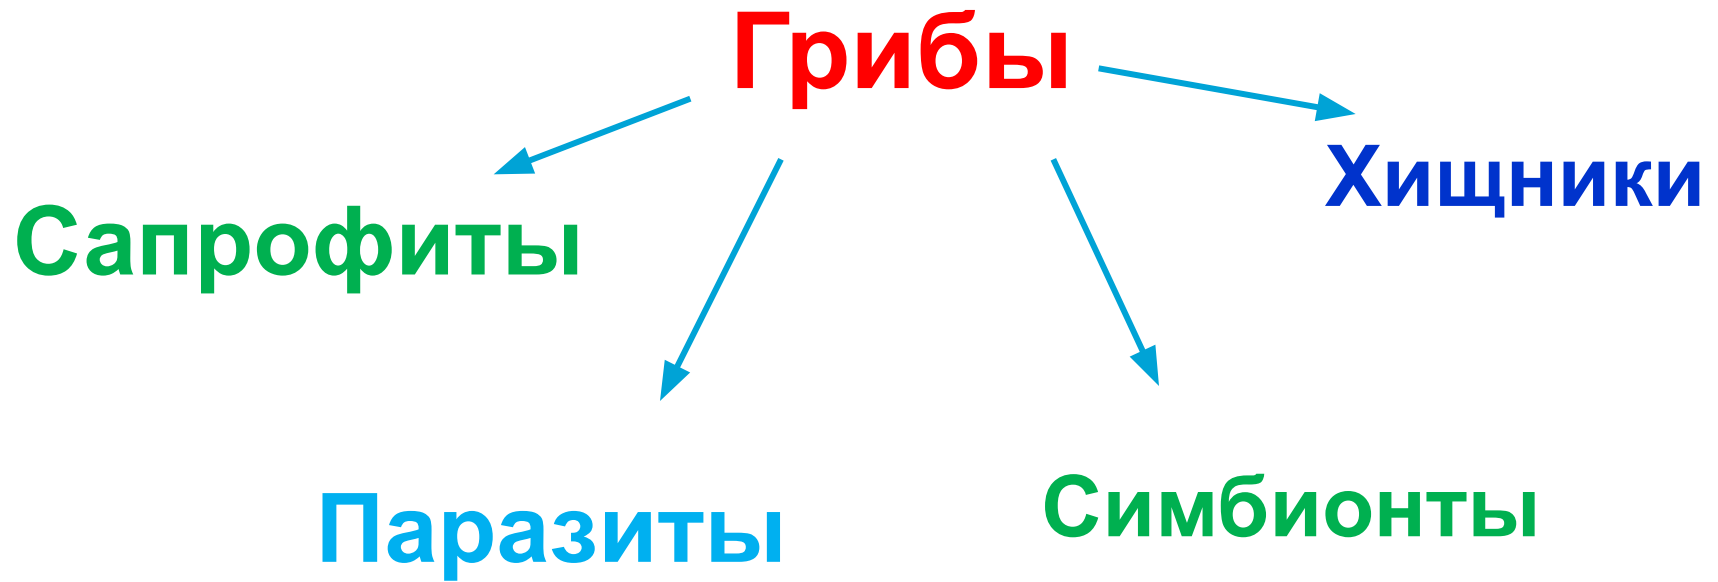 Грибы
Хищники
Сапрофиты
Паразиты
Симбионты